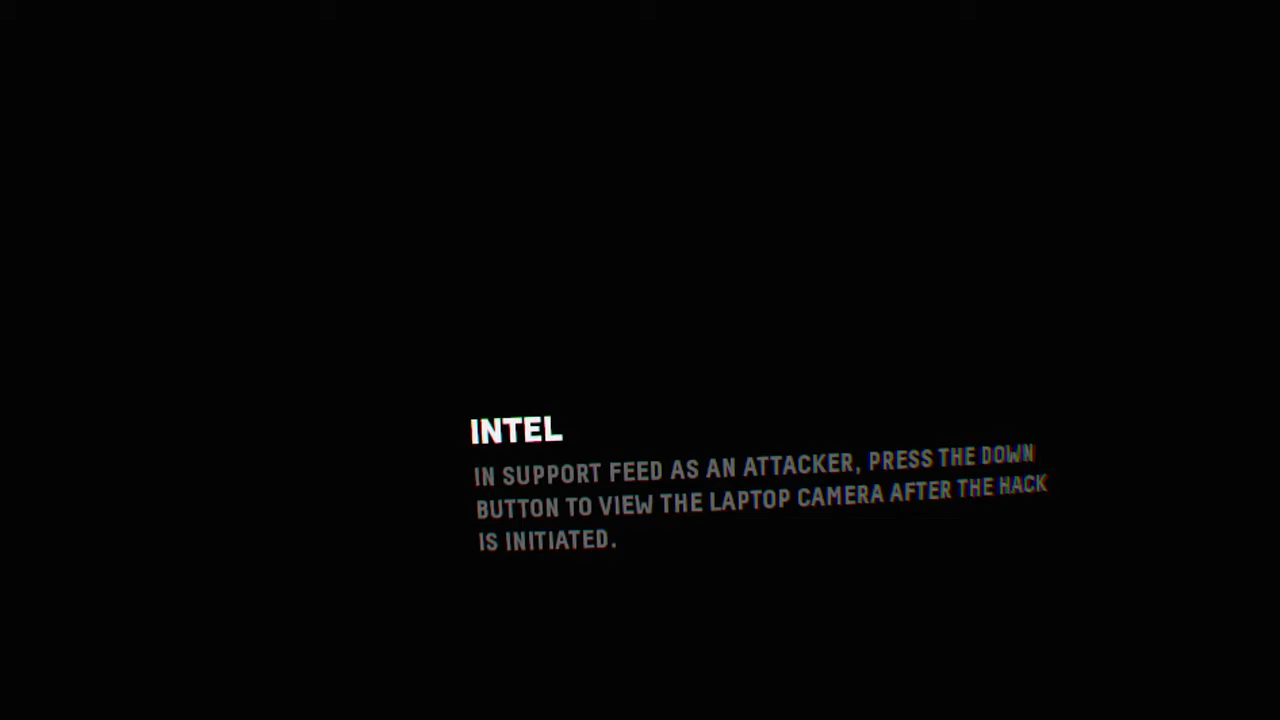 INTEL
IN SUPPORT FEED AS AN ATTACKER, PRESS THE DOWN
BUTTON TO VIEW THE LAPTOP CAMERA AFTER THE HACK
IS INITIATED.